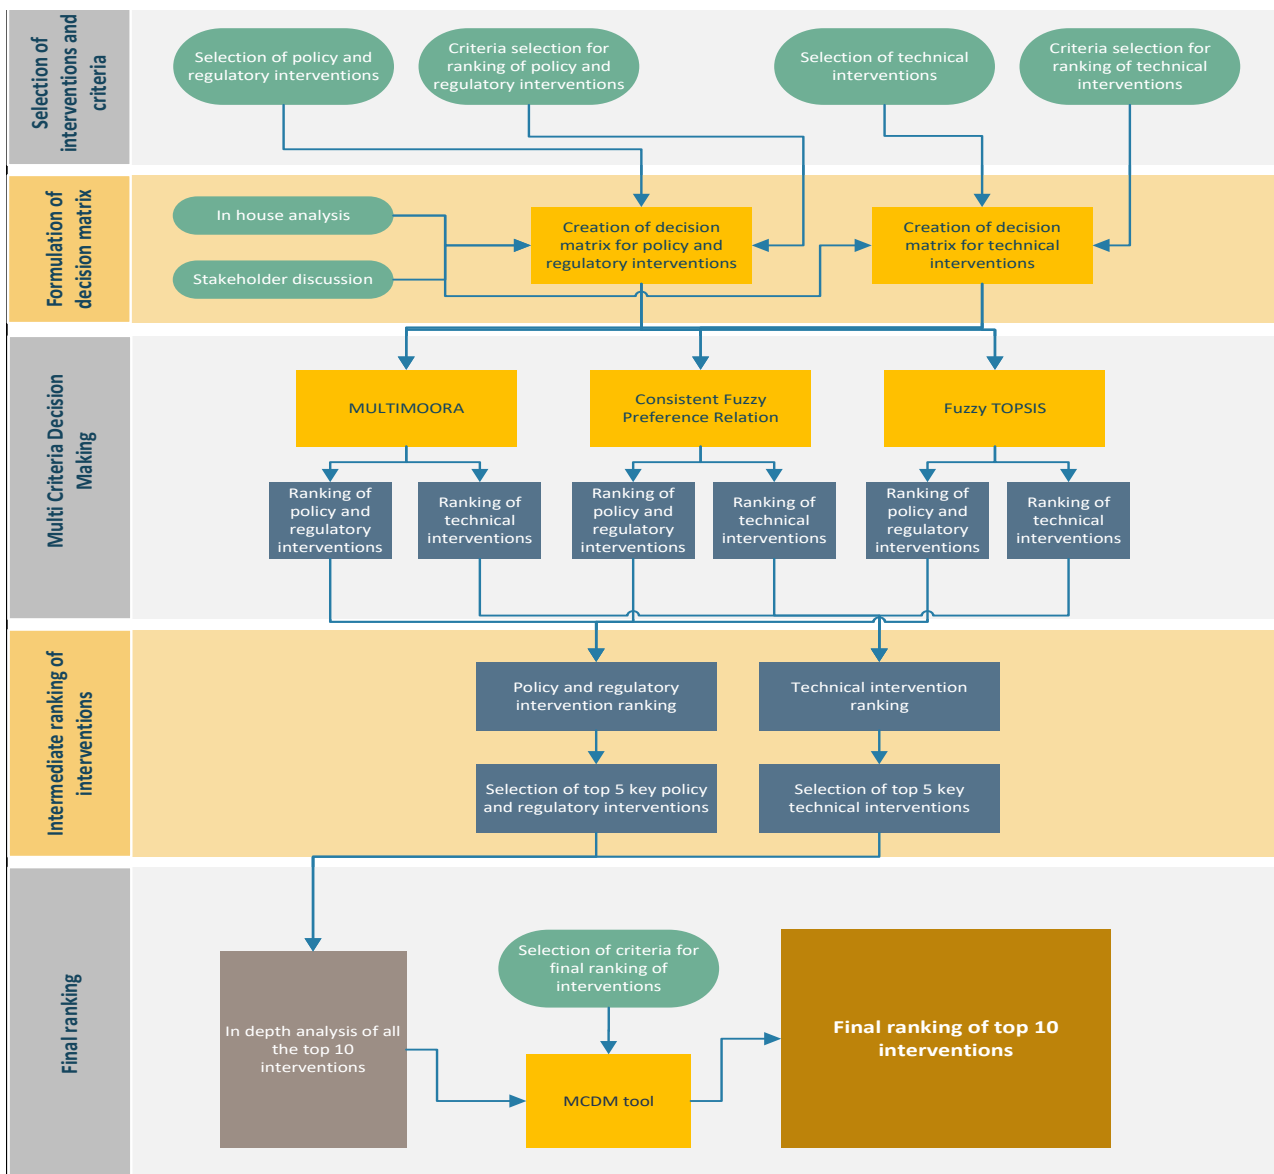 Selection of
interventions and
criteria
Selection of policy and
regulatory interventions
Criteria selection for
ranking of policy and
regulatory interventions
Selection of technical
interventions
Criteria selection for
ranking of technical
interventions
Formulation of
decision matrix
In house analysis
Stakeholder discussion
Creation of decision
matrix for policy and
regulatory interventions
Creation of decision
matrix for technical
interventions
Multi Criteria Decision
Making
MULTIMOORA
Consistent Fuzzy
Preference Relation
Fuzzy TOPSIS
Ranking of
policy and
regulatory
interventions
Ranking of
technical
interventions
Ranking of
policy and
regulatory
interventions
Ranking of
technical
interventions
Ranking of
policy and
regulatory
interventions
Ranking of
technical
interventions
Intermediate ranking of
interventions
Policy and regulatory
intervention ranking
Technical intervention
ranking
Selection of top 5 key policy
and regulatory interventions
Selection of top 5 key
technical interventions
Final ranking
In depth analysis of all
the top 10
interventions
Selection of criteria for
final ranking of
interventions
MCDM tool
Final ranking of top 10
interventions